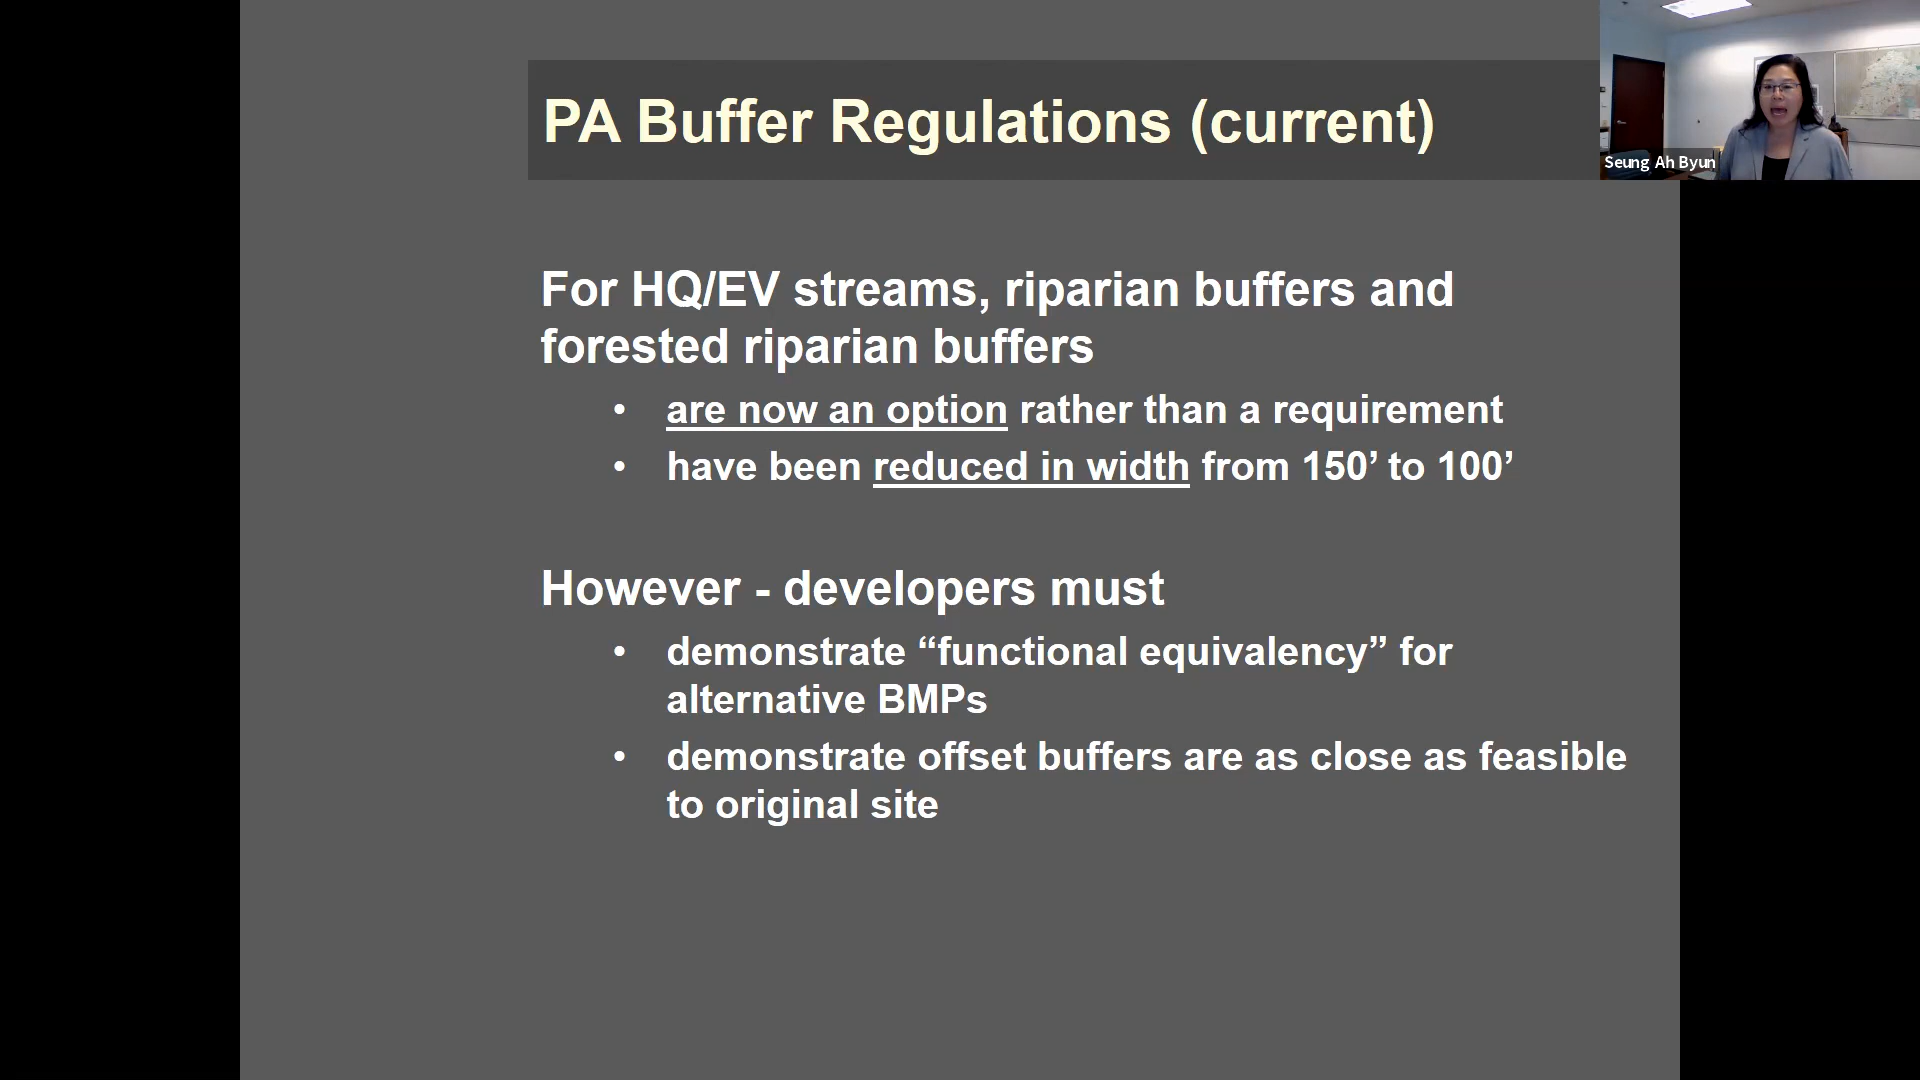 PA Buffer Regulations (current)
Seung Ah Byun
For HQ/EV streams, riparian buffers and
forested riparian buffers
• are now an option rather than a requirement
• have been reduced in width from 150’ to 100’
However - developers must
• demonstrate “functional equivalency” for
alternative BMPs
• demonstrate offset buffers are as close as feasible
to original site